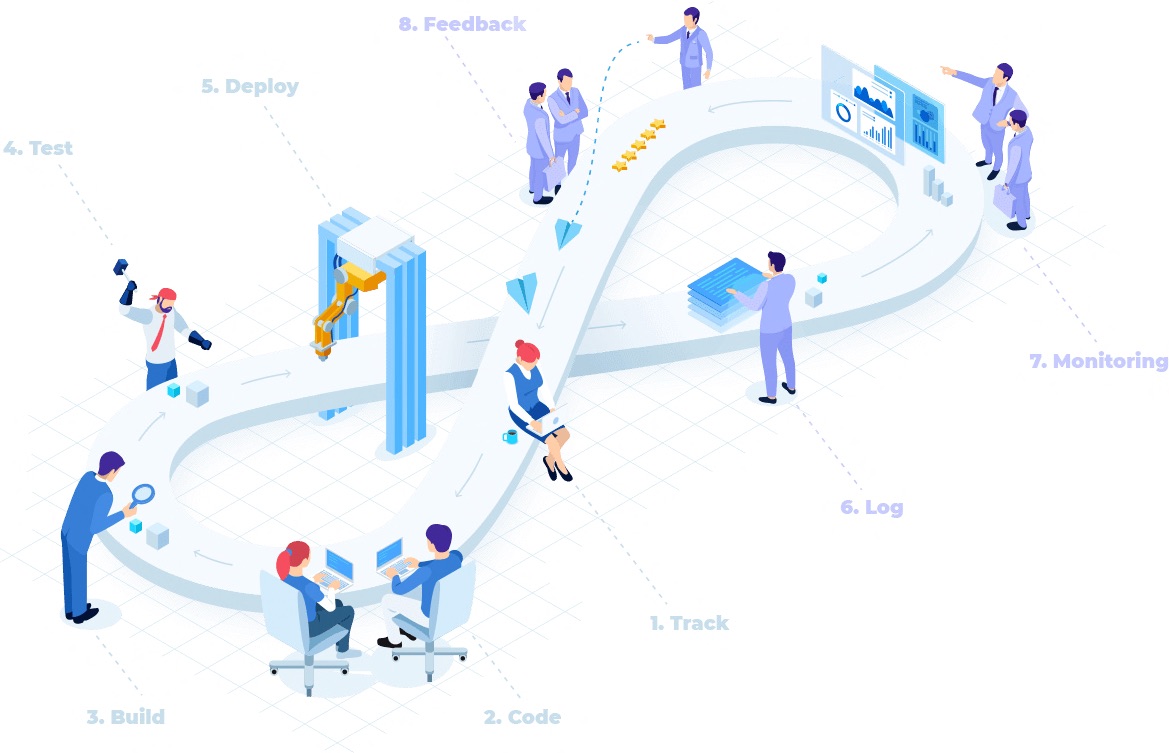 8. Feedback
5. Deploy
4. Test
7. Monitoring
6. Log
1. Track
3. Build
2. Code